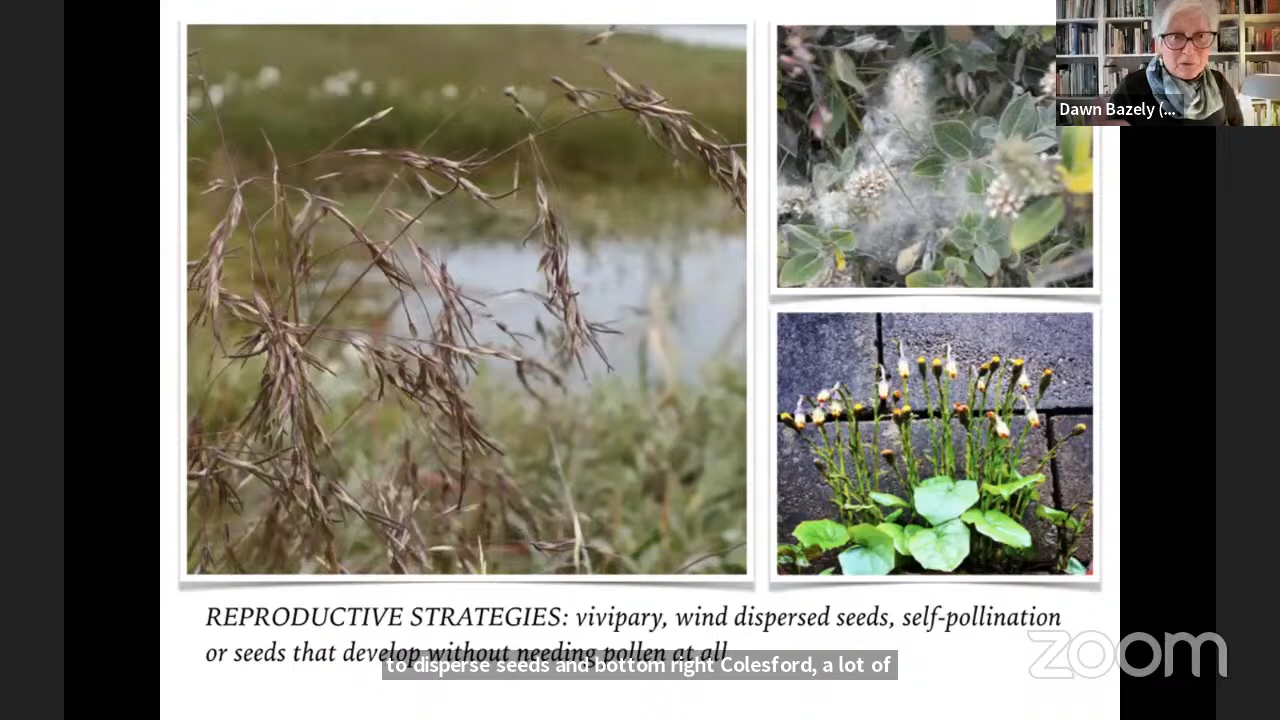 Dawn Bazely (...
REPRODUCTIVE STRATEGIES: vivipary, wind dispersed seeds, self-pollination
or seeds that develop without needing pollen at all
to disperse seeds and bottom right Colesford, a lot of
zoom